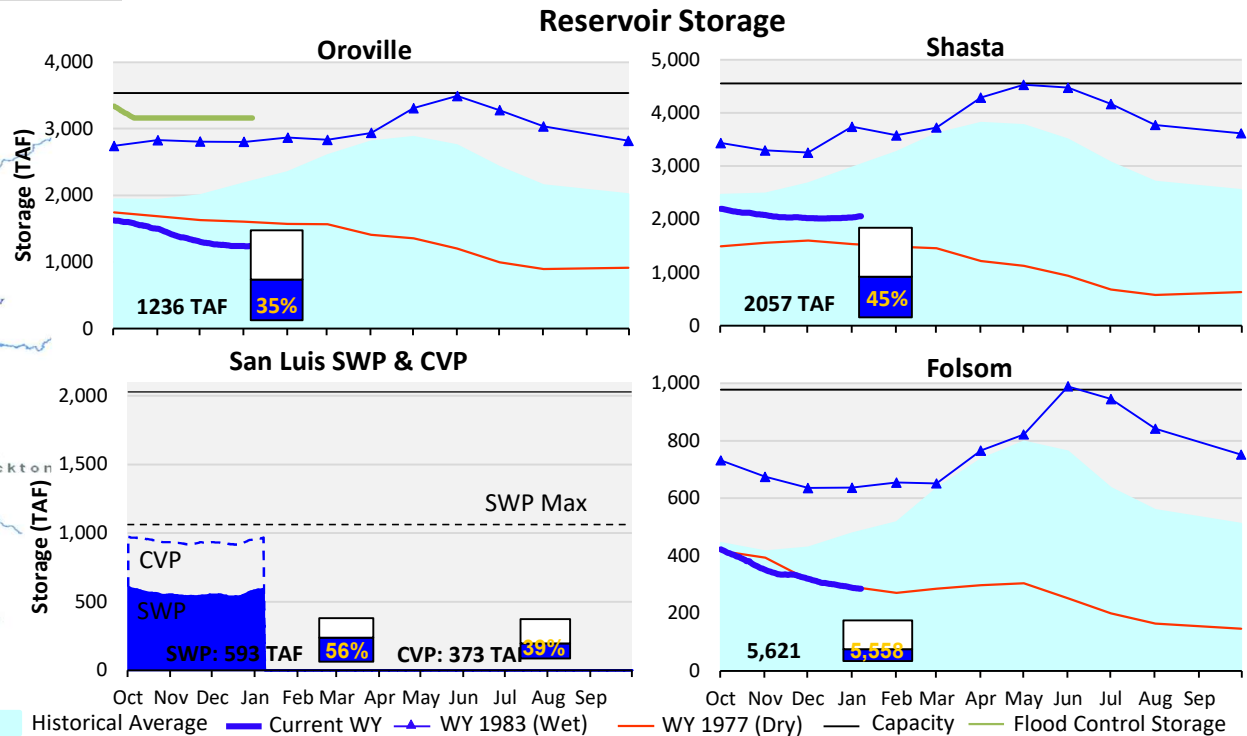 Reservoir Storage
Oroville
Shasta
4,000
3,000
2,000
1,000
0
Storage (TAF)
1236 TAF
35%
5,000
4,000
3,000
2,000
1,000
0
2057 TAF
45%
San Luis SWP & CVP
Folsom
2,000
1,500
1,000
500
0
Storage (TAF)
SWP Max
CVP
SWP
SWP: 593 TAF
56%
CVP: 373 TAF
39%
1,000
800
600
400
200
0
5,621
5,558
ckton
Oct Nov Dec Jan Feb Mar Apr May Jun Jul Aug Sep
Oct Nov Dec Jan Feb Mar Apr May Jun Jul Aug Sep
Historical Average Current WY WY 1983 (Wet) WY 1977 (Dry) Capacity Flood Control Storage